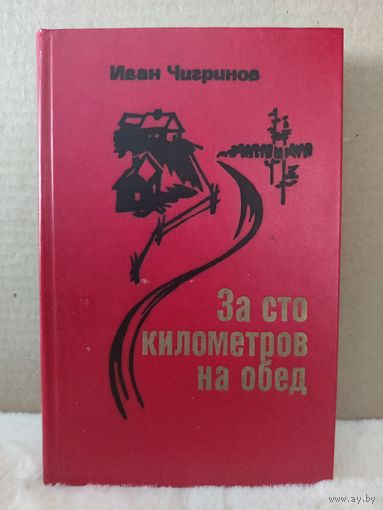 Иван Чигринов
За сто
километров
на обед
www.ay.by